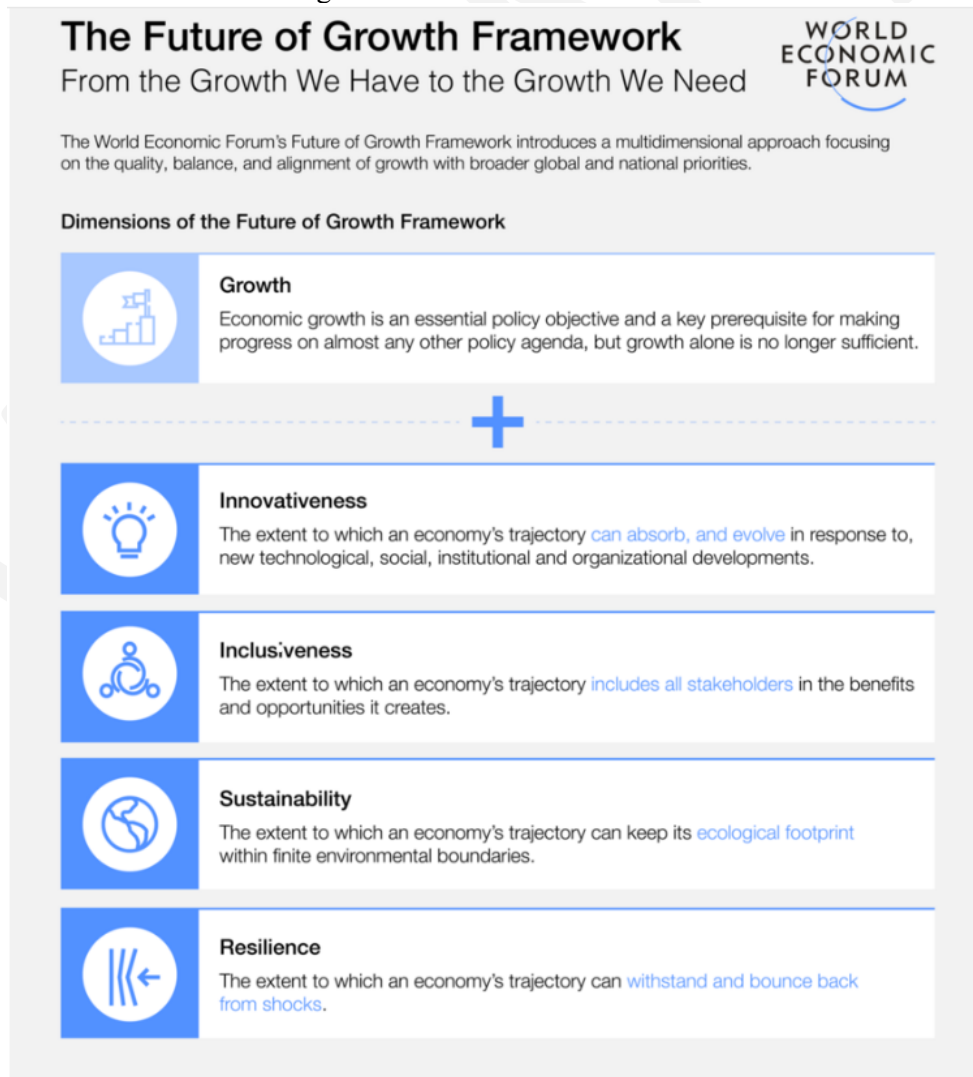 The Future of Growth Framework
From the Growth We Have to the Growth We Need
WORLD
ECONOMIC
FORUM
The World Economic Forum's Future of Growth Framework introduces a multidimensional approach focusing
on the quality, balance, and alignment of growth with broader global and national priorities.
Dimensions of the Future of Growth Framework
Growth
Economic growth is an essential policy objective and a key prerequisite for making
progress on almost any other policy agenda, but growth alone is no longer sufficient.
+
Innovativeness
The extent to which an economy's trajectory can absorb, and evolve in response to,
new technological, social, institutional and organizational developments.
Inclusiveness
The extent to which an economy's trajectory includes all stakeholders in the benefits
and opportunities it creates.
Sustainability
The extent to which an economy's trajectory can keep its ecological footprint
within finite environmental boundaries.
Resilience
The extent to which an economy's trajectory can withstand and bounce back
from shocks.